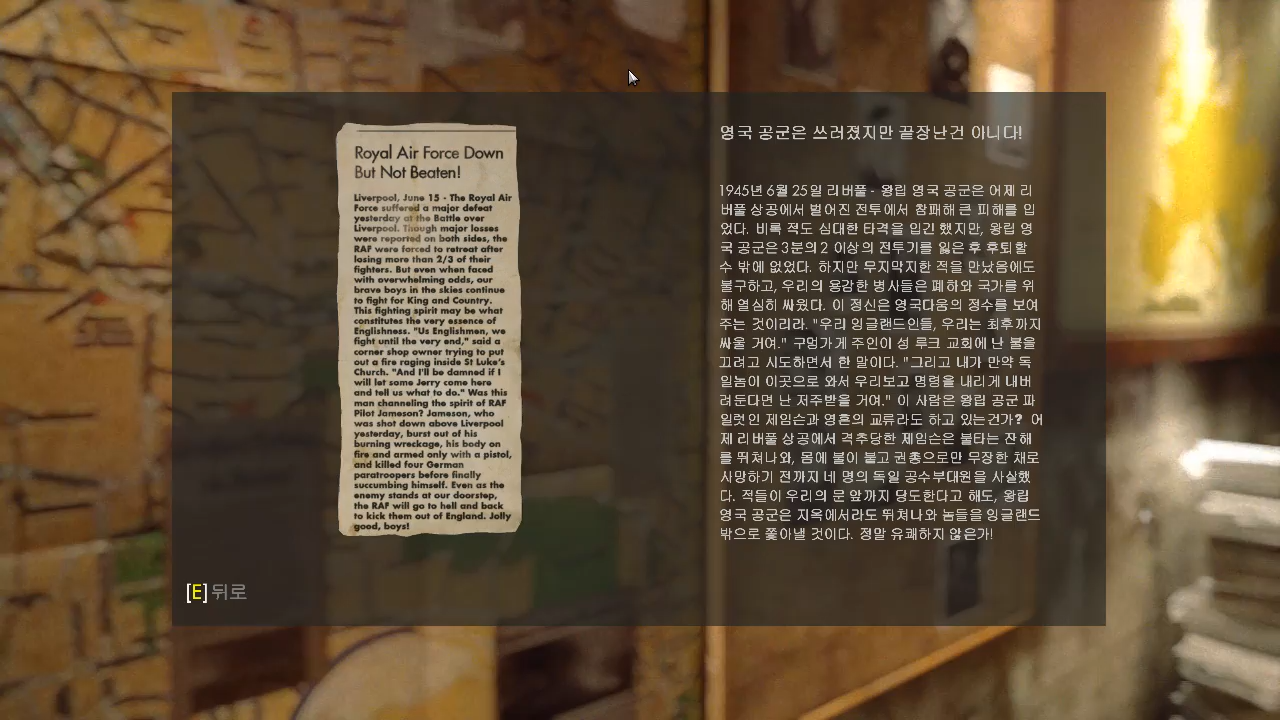 Royal Air Force Down
But Not Beaten!
Liverpool, June 15 - The Royal Air
Force suffered a major defeat
yesterday at the Battle over
Liverpool. Though major losses
were reported on both sides, the
RAF were forced to retreat after
losing more than 2/3 of their
fighters. But even when faced
with overwhelming odds, our
brave boys in the skies continue
to fight for King and Country.
This fighting spirit may be what
constitutes the very essence of
Englishness. "Us Englishmen, we
fight until the very end," said a
corner shop owner trying to put
out a fire raging inside St Luke's
Church. "And I'll be damned if I
will let some Jerry come here
and tell us what to do." Was this
man channeling the spirit of RAF
Pilot Jameson? Jameson, who
was shot down above Liverpool
yesterday, burst out of his
burning wreckage, his body on
fire and armed only with a pistol,
and killed four German
paratroopers before finally
succumbing himself. Even as the
enemy stands at our doorstep,
the RAF will go to hell and back
to kick them out of England. Jolly
good, boys!
영국 공군은 쓰러졌지만 끝장난건 아니다!
1945년 6월 25일 리버풀 - 왕립 영국 공군은 어제 리
버풀 상공에서 벌어진 전투에서 참패해 큰 피해를 입
었다. 비록 적도 심대한 타격을 입긴 했지만, 왕립 영
국 공군은 3분의 2 이상의 전투기를 잃은 후 후퇴할
수 밖에 없었다. 하지만 무지막지한 적을 만났음에도
불구하고, 우리의 용감한 병사들은 폐하와 국가를 위
해 열심히 싸웠다. 이 정신은 영국다움의 정수를 보여
주는 것이리라. "우리 잉글랜드인들, 우리는 최후까지
싸울 거여." 구멍가게 주인이 성 루크 교회에 난 불을
끄려고 시도하면서 한 말이다. "그리고 내가 만약 독
일놈이 이곳으로 와서 우리보고 명령을 내리게 내버
려둔다면 난 저주받을 거여." 이 사람은 왕립 공군 파
일럿인 제임슨과 영혼의 교류라도 하고 있는건가? 어
제 리버풀 상공에서 격추당한 제임슨은 불타는 잔해
를 뛰쳐나와, 몸에 불이 붙고 권총으로만 무장한 채로
사망하기 전까지 네 명의 독일 공수부대원을 사살했
다. 적들이 우리의 문 앞까지 당도한다고 해도, 왕립
영국 공군은 지옥에서라도 뛰쳐나와 놈들을 잉글랜드
밖으로 쫓아낼 것이다. 정말 유쾌하지 않은가!
[E] 뒤로